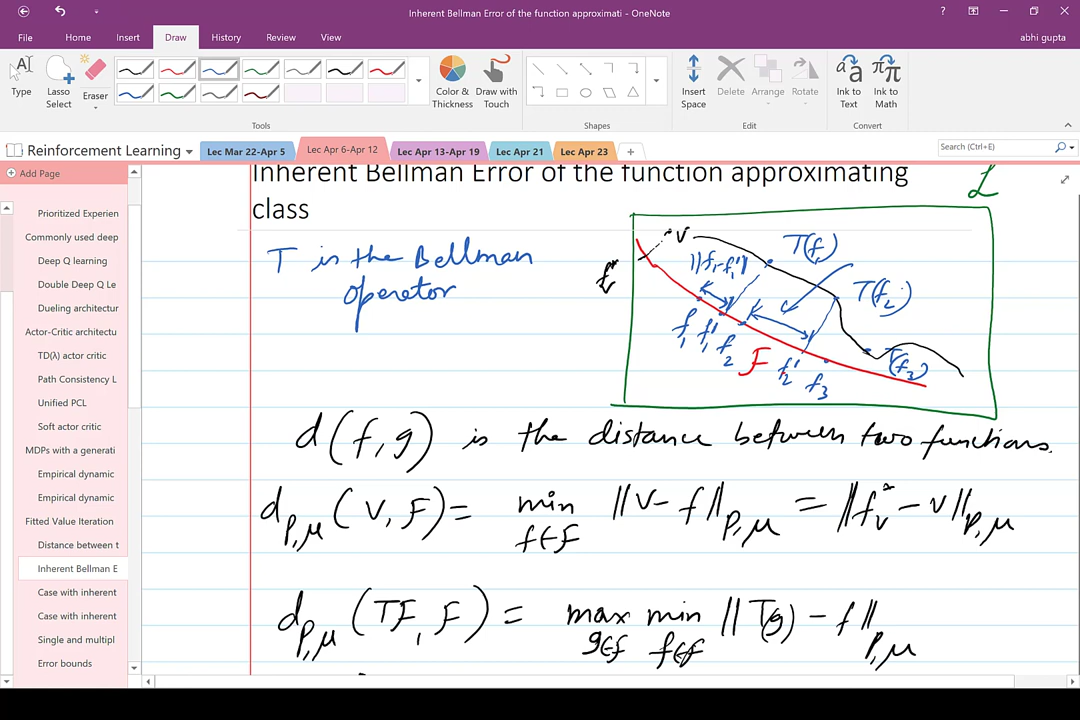 Inherent Bellman Error of the function approximati - OneNote
File Home Insert Draw History Review View
abhi gupta
Type
Lasso Select
Eraser
Color & Thickness
Draw with Touch
Insert Space
Delete
Arrange
Rotate
Ink to Text
Ink to Math
Tools
Shapes
Edit
Convert
Reinforcement Learning
Lec Mar 22-Apr 5
Lec Apr 6-Apr 12
Lec Apr 13-Apr 19
Lec Apr 21
Lec Apr 23
Search (Ctrl+E)
Add Page
Prioritized Experien
Commonly used deep
Deep Q learning
Double Deep Q Le
Dueling architectur
Actor-Critic architectu
TD(λ) actor critic
Path Consistency L
Unified PCL
Soft actor critic
MDPs with a generati
Empirical dynamic
Empirical dynamic
Fitted Value Iteration
Distance between t
Inherent Bellman E
Case with inherent
Case with inherent
Single and multipl
Error bounds
Inherent Bellman Error of the function approximating
class
T is the Bellman
operator
L
V
T(f₁)
||f₁-f₁'||
T(f₂)
f₁ f₁' f₂ F f₂' f₃
T(f₃)
d(f,g) is the distance between two functions.
d_{p,μ}(V,F) = min_{f∈F} ||V-f||_{p,μ} = ||f_v^* - v||_{p,μ}
d_{p,μ}(TF,F) = max_{g∈F} min_{f∈F} ||T(g) - f||_{p,μ}